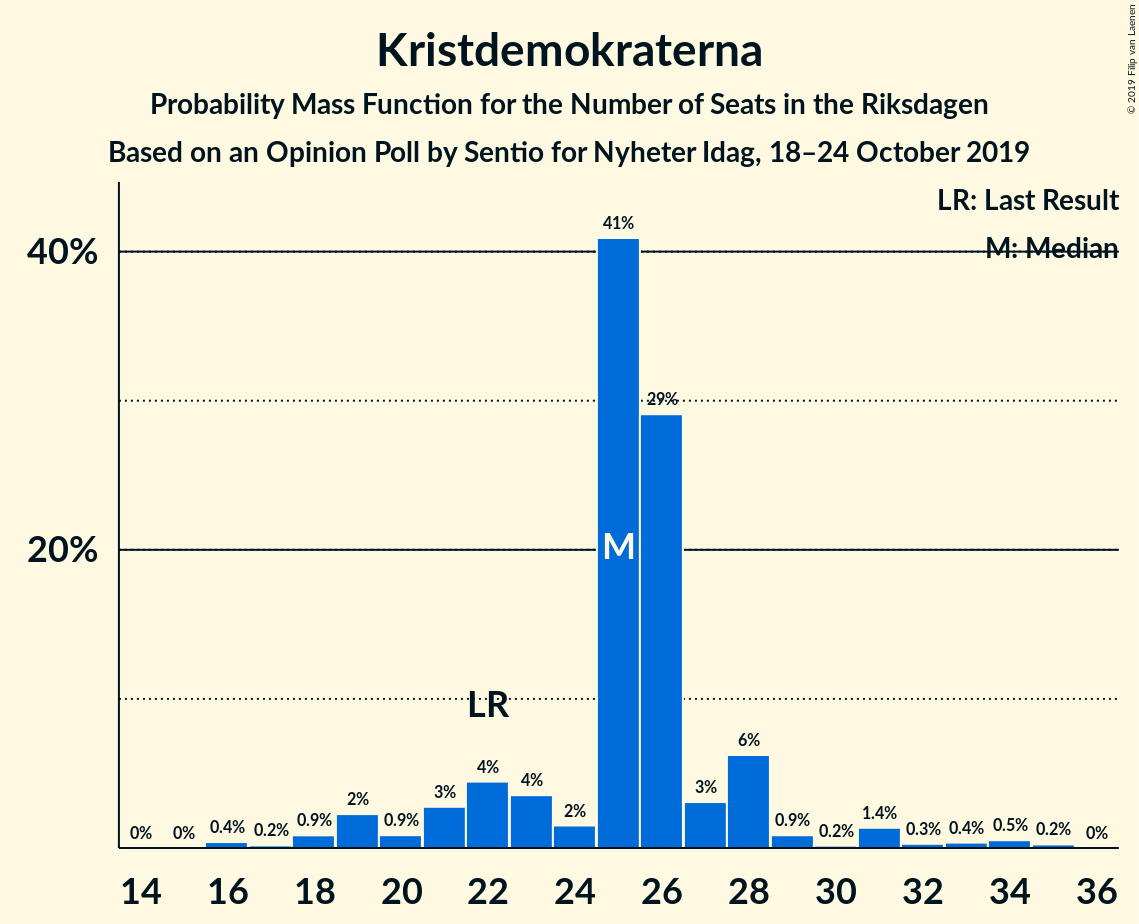 Kristdemokraterna
Probability Mass Function for the Number of Seats in the Riksdagen
Based on an Opinion Poll by Sentio for Nyheter Idag, 18–24 October 2019
© 2019 Filip van Laenen
LR: Last Result
M: Median
40%
20%
0% 0% 0.4% 0.2% 0.9% 2% 0.9% 3% 4% 4% 2% 41% 29% 3% 6% 0.9% 0.2% 1.4% 0.3% 0.4% 0.5% 0.2% 0%
LR
M
14 16 18 20 22 24 26 28 30 32 34 36